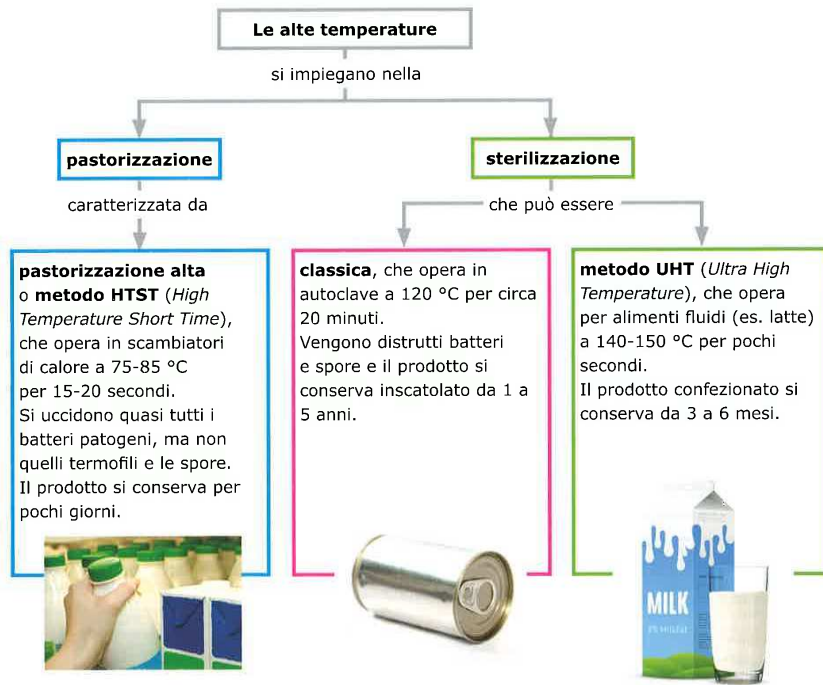 Le alte temperature
si impiegano nella
pastorizzazione
sterilizzazione
caratterizzata da
che può essere
pastorizzazione alta
o metodo HTST (High
Temperature Short Time),
che opera in scambiatori
di calore a 75-85 °C
per 15-20 secondi.
Si uccidono quasi tutti i
batteri patogeni, ma non
quelli termofili e le spore.
Il prodotto si conserva per
pochi giorni.
classica, che opera in
autoclave a 120 °C per circa
20 minuti.
Vengono distrutti batteri
e spore e il prodotto si
conserva inscatolato da 1 a
5 anni.
metodo UHT (Ultra High
Temperature), che opera
per alimenti fluidi (es. latte)
a 140-150 °C per pochi
secondi.
Il prodotto confezionato si
conserva da 3 a 6 mesi.
MILK